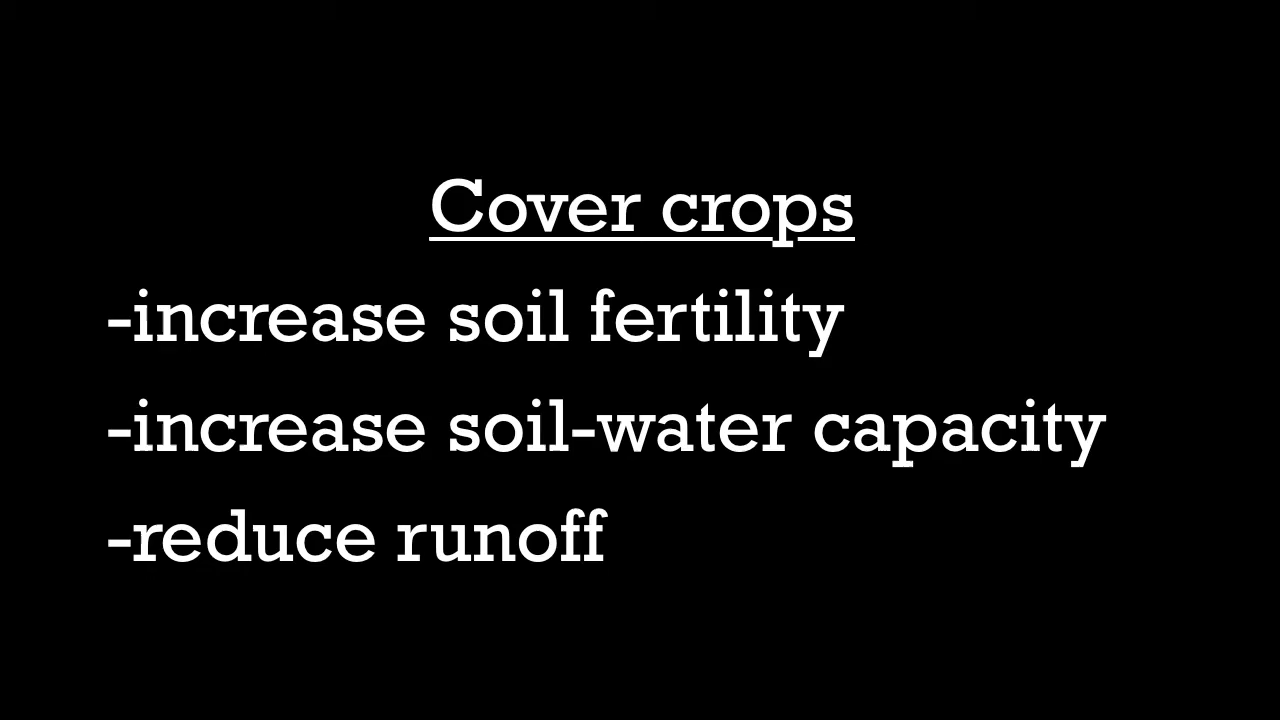 Cover crops
-increase soil fertility
-increase soil-water capacity
-reduce runoff